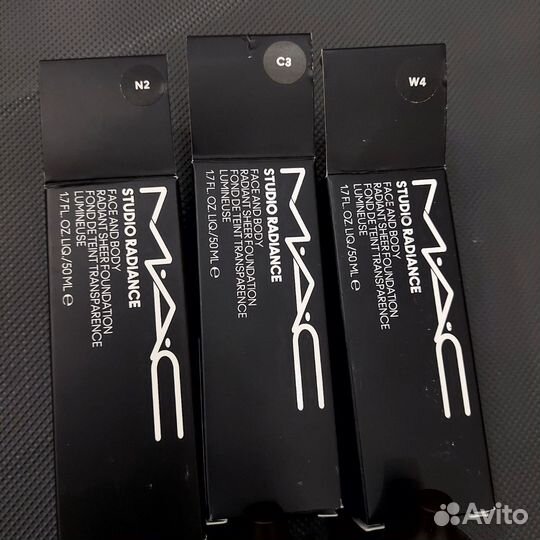 N2
MAC
STUDIO RADIANCE
FACE AND BODY
RADIANT SHEER FOUNDATION
FOND DE TEINT TRANSPARENCE
LUMINEUSE
1.7 FL. OZ. LIQ./50 ML e
C3
MAC
STUDIO RADIANCE
FACE AND BODY
RADIANT SHEER FOUNDATION
FOND DE TEINT TRANSPARENCE
LUMINEUSE
1.7 FL. OZ. LIQ./50 ML e
W4
MAC
STUDIO RADIANCE
FACE AND BODY
RADIANT SHEER FOUNDATION
FOND DE TEINT TRANSPARENCE
LUMINEUSE
1.7 FL. OZ. LIQ./50 ML e
Avito